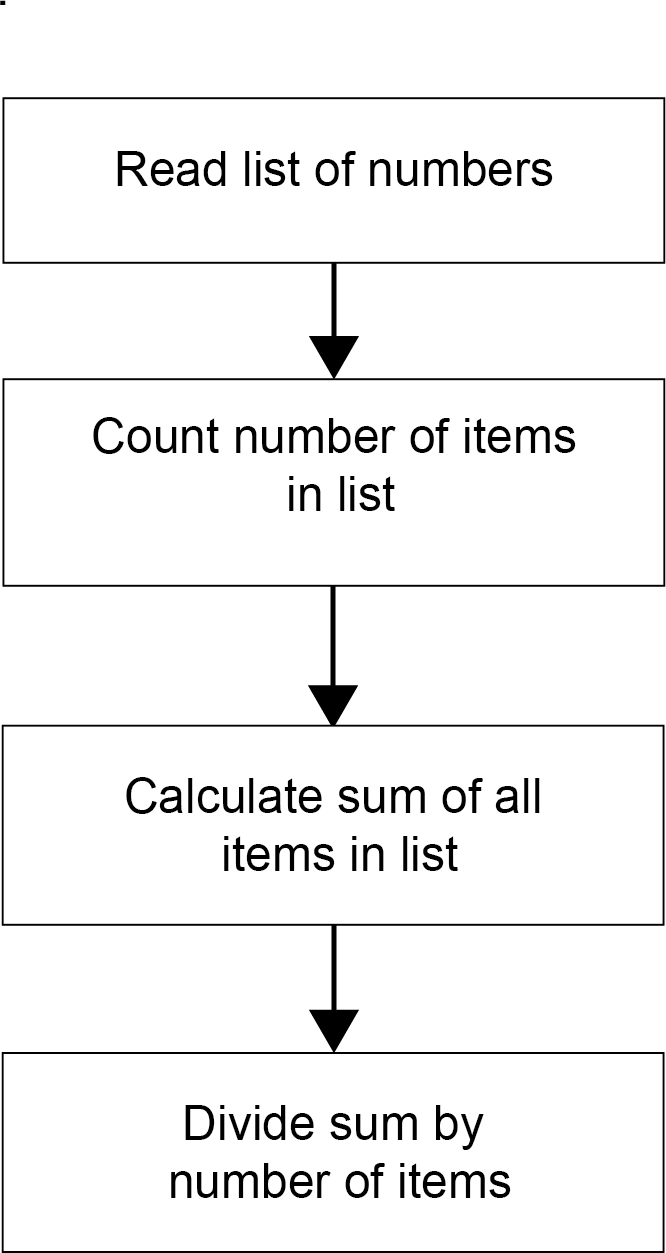 Read list of numbers
Count number of items
in list
Calculate sum of all
items in list
Divide sum by
number of items